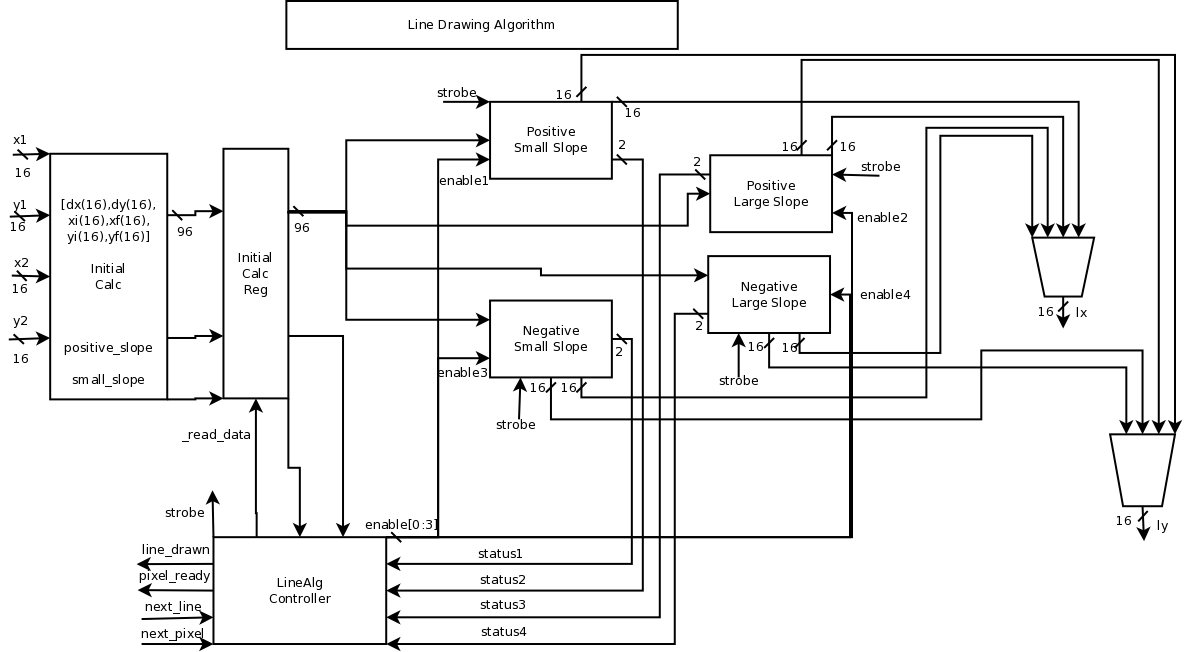 Line Drawing Algorithm
strobe
16
16
x1
16
Positive
Small Slope
2
16
16
2
strobe
enable1
Positive
Large Slope
y1
16
[dx(16),dy(16),
xi(16),xf(16),
yi(16),yf(16)]
96
96
enable2
x2
16
Initial
Calc
Initial
Calc
Reg
Negative
Large Slope
enable4
y2
16
2
16
lx
Negative
Small Slope
2
positive_slope
16
16
enable3
small_slope
strobe
16
16
strobe
_read_data
strobe
enable[0:3]
16
ly
line_drawn
status1
pixel_ready
LineAlg
Controller
status2
next_line
status3
next_pixel
status4